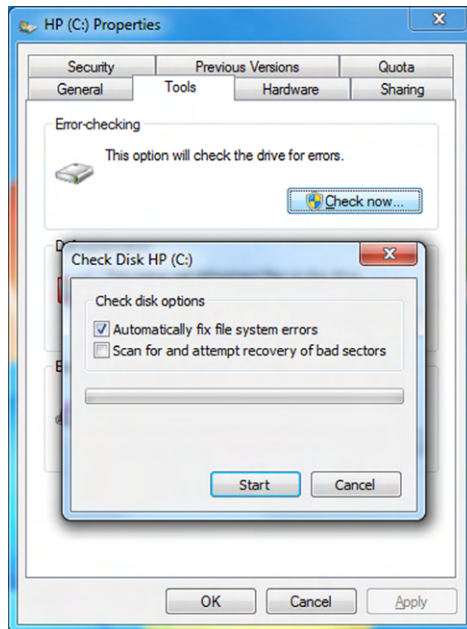 HP (C:) Properties
Security Previous Versions Quota
General Tools Hardware Sharing
Error-checking
This option will check the drive for errors.
Check now...
Check Disk HP (C:)
Check disk options
Automatically fix file system errors
Scan for and attempt recovery of bad sectors
Start Cancel
OK Cancel Apply